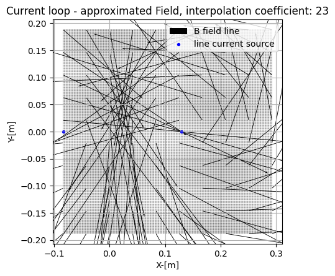 Current loop - approximated Field, interpolation coefficient: 23
0.20
0.15
0.10
0.05
0.00
−0.05
−0.10
−0.15
−0.20
Y-[m]
B field line
line current source
−0.1
0.0
0.1
0.2
0.3
X-[m]